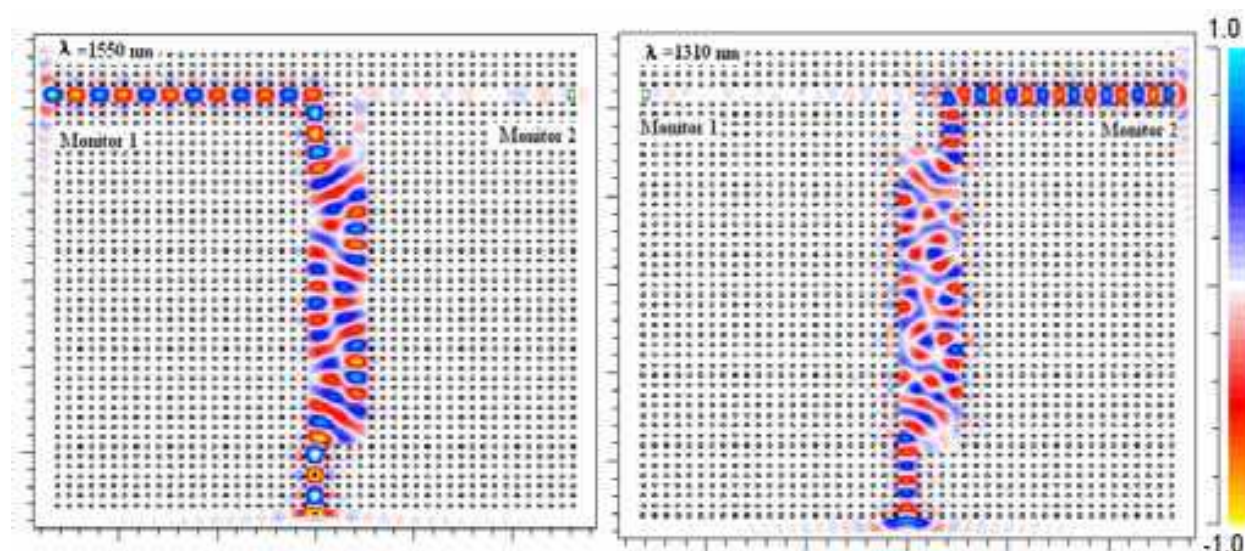 λ =1550 nm
Monitor 1
Monitor 2
λ =1310 nm
Monitor 1
Monitor 2
1.0
-1.0